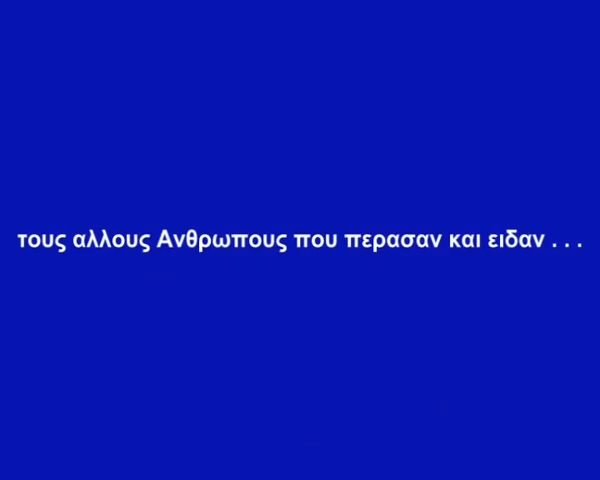 τους αλλους Ανθρωπους που περασαν και ειδαν . . .